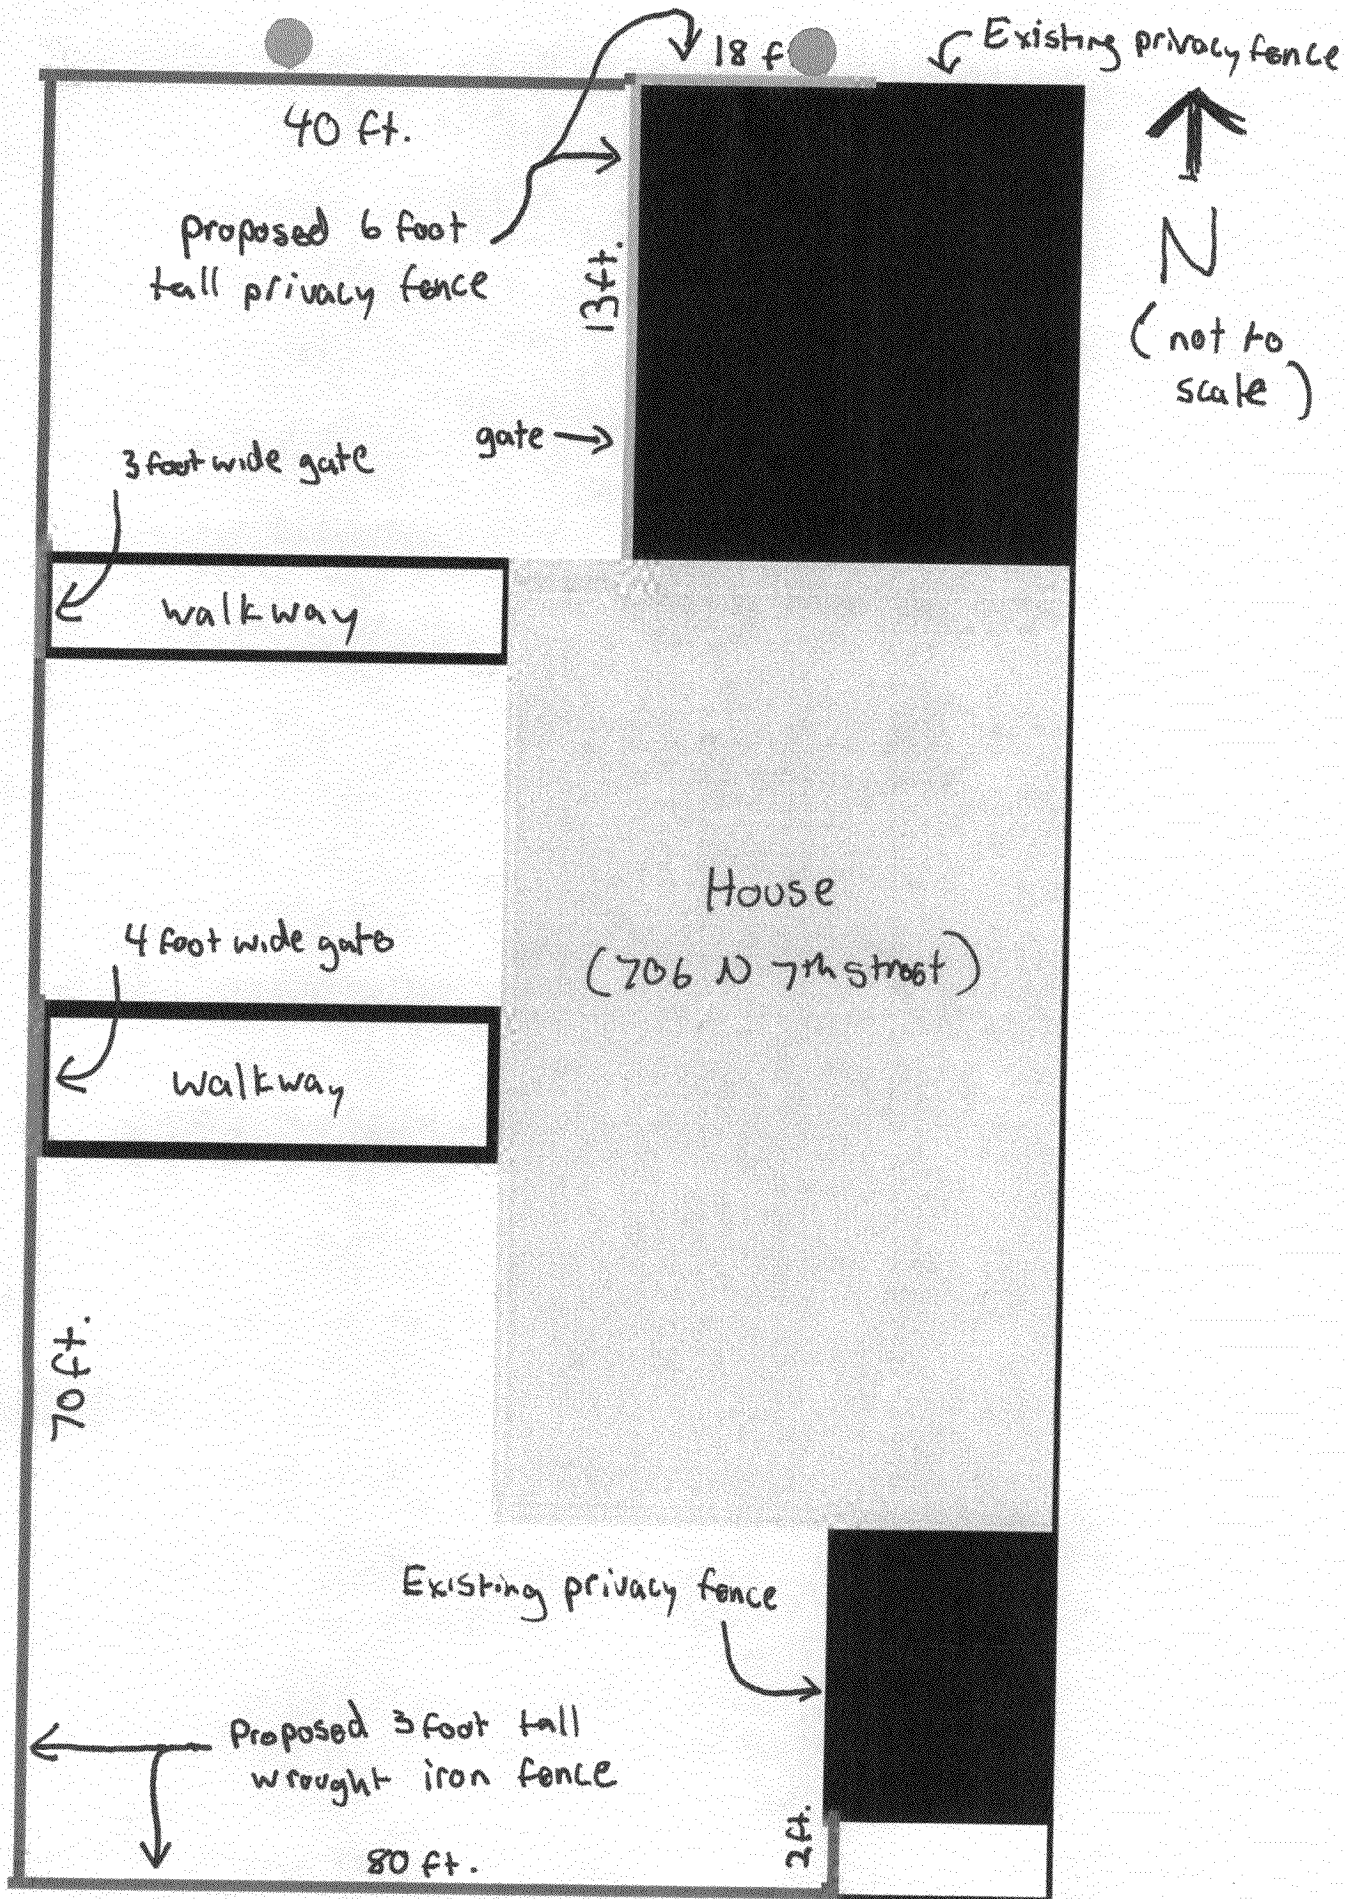 18 f
Existing privacy fence
40 ft.
N
(not to
scale)
proposed 6 foot
tall privacy fence
13 ft.
gate
3 foot wide gate
walkway
House
(706 N 7th street)
4 foot wide gate
walkway
70 ft.
Existing privacy fence
proposed 3 foot tall
wrought iron fence
2 ft.
80 ft.